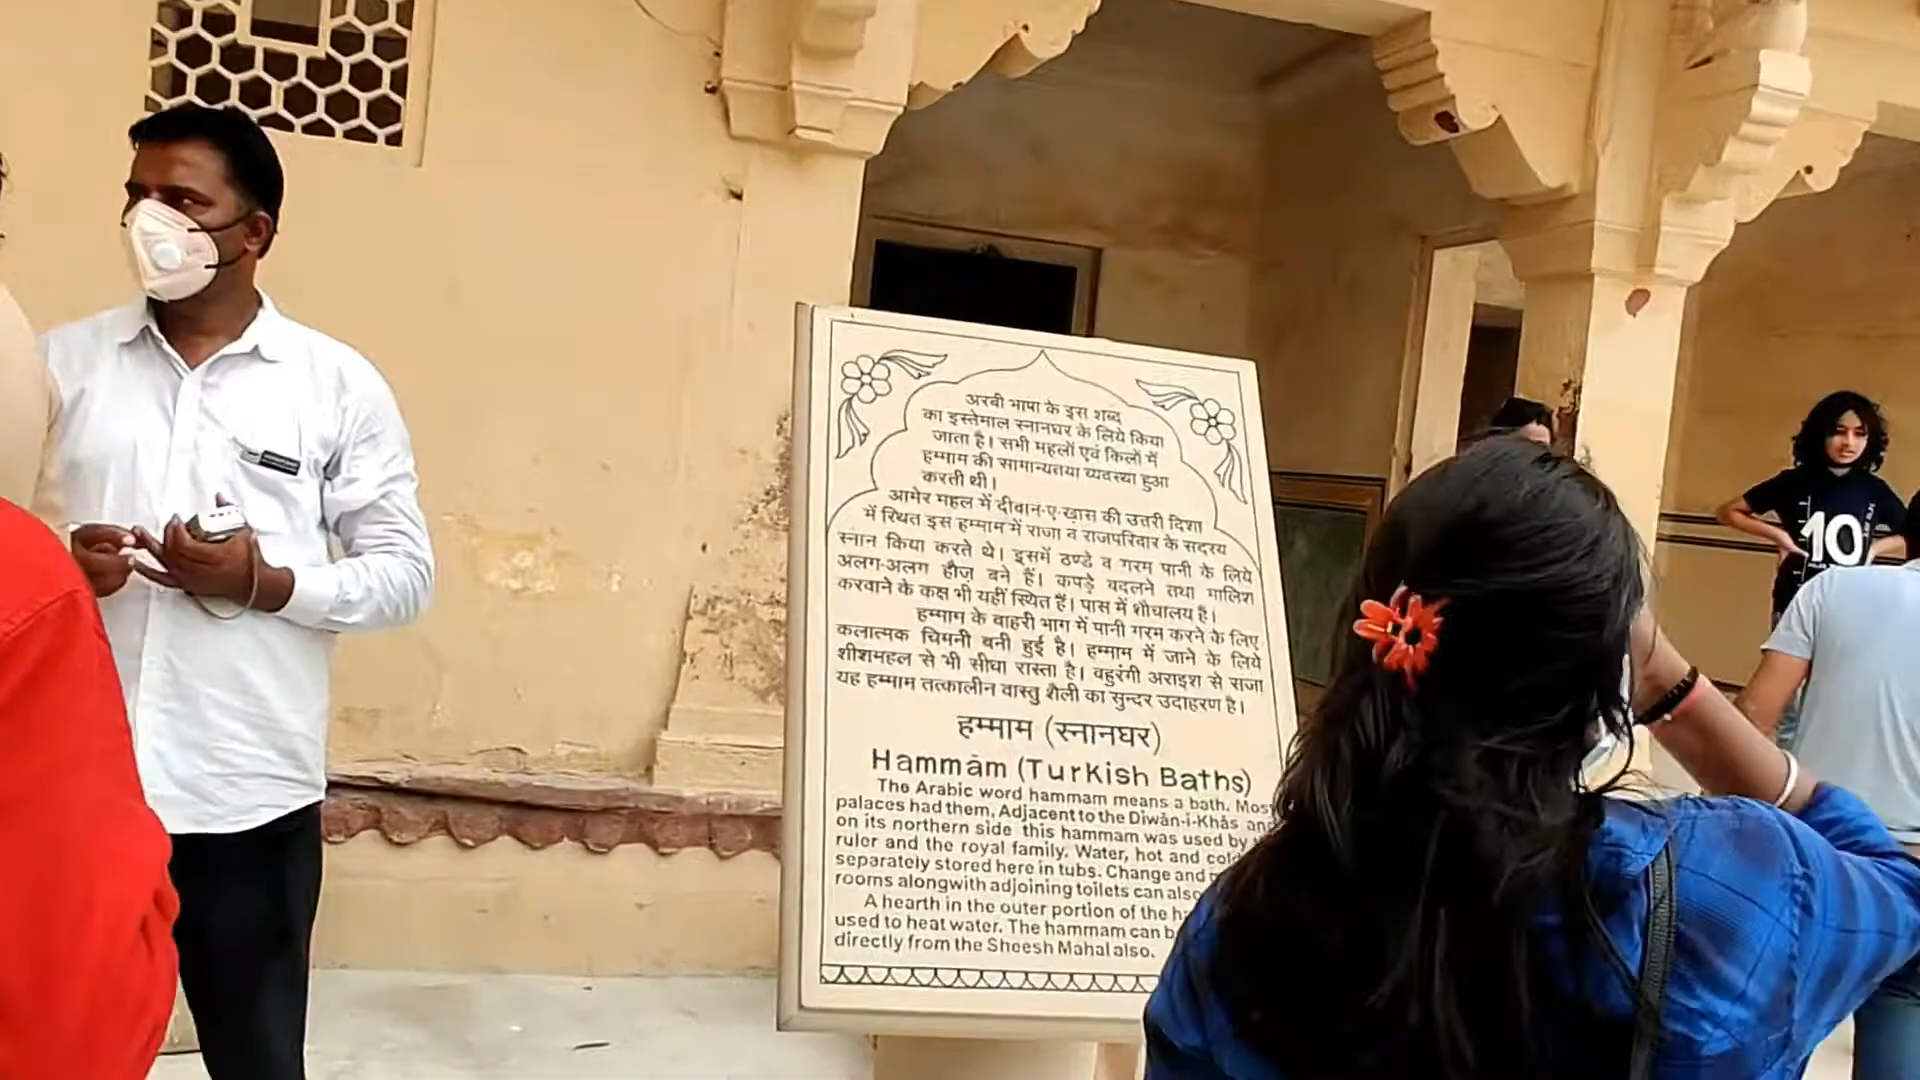 अरबी भाषा के इस शब्द
का इस्तेमाल स्नानघर के लिये किया
जाता है। सभी महलों एवं किलों में
हम्माम की सामान्यतया व्यवस्था हुआ
करती थी।
आमेर महल में दीवान-ए-खा़स की उत्तरी दिशा
में स्थित इस हम्माम में राजा व राजपरिवार के सदस्य
स्नान किया करते थे। इसमें ठण्डे व गरम पानी के लिये
अलग-अलग हौज़ बने हैं। कपड़े बदलने तथा मालिश
करवाने के कक्ष भी यहीं स्थित हैं। पास में शौचालय है।
हम्माम के बाहरी भाग में पानी गरम करने के लिए
कलात्मक चिमनी बनी हुई है। हम्माम में जाने के लिये
शीशमहल से भी सीधा रास्ता है। बहुरंगी अराइश से सजा
यह हम्माम तत्कालीन वास्तु शैली का सुन्दर उदाहरण है।
हम्माम (स्नानघर)
Hammām (Turkish Baths)
The Arabic word hammam means a bath. Most
palaces had them, Adjacent to the Diwān-i-Khās and
on its northern side this hammam was used by
ruler and the royal family. Water, hot and cold
separately stored here in tubs. Change and
rooms alongwith adjoining toilets can also
A hearth in the outer portion of the
used to heat water. The hammam can
directly from the Sheesh Mahal also.
10